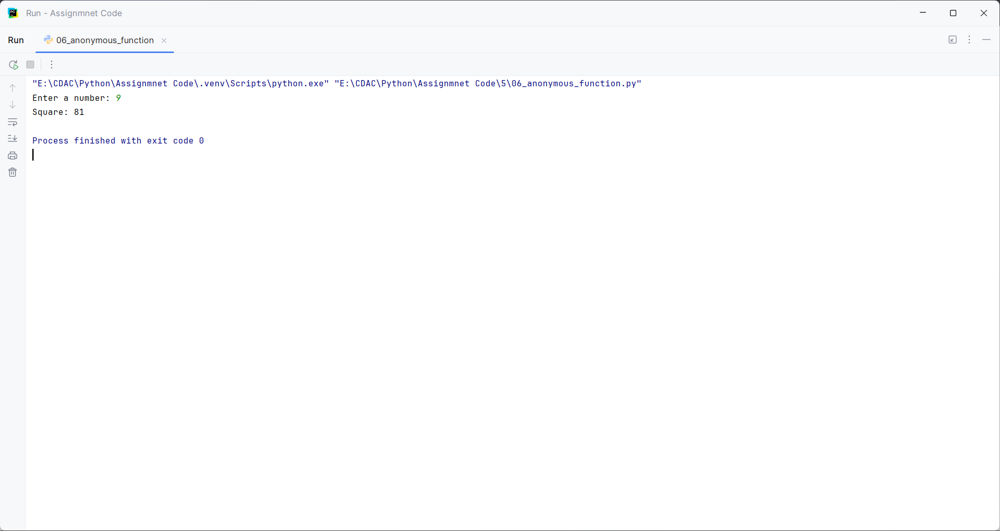 Run - Assignmnet Code
Run 06_anonymous_function
"E:\CDAC\Python\Assignmnet Code\.venv\Scripts\python.exe" "E:\CDAC\Python\Assignmnet Code\5\06_anonymous_function.py"
Enter a number: 9
Square: 81
Process finished with exit code 0